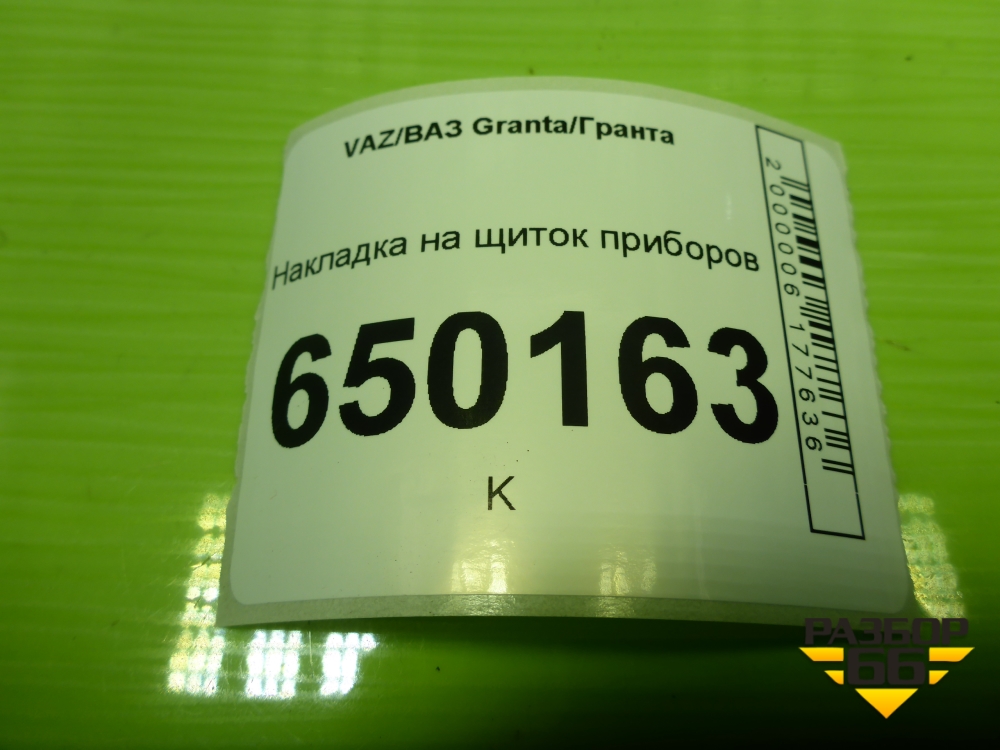 VAZ/ВАЗ Granta/Гранта
Накладка на щиток приборов
650163
К
2000006177636
РАЗБОР
66